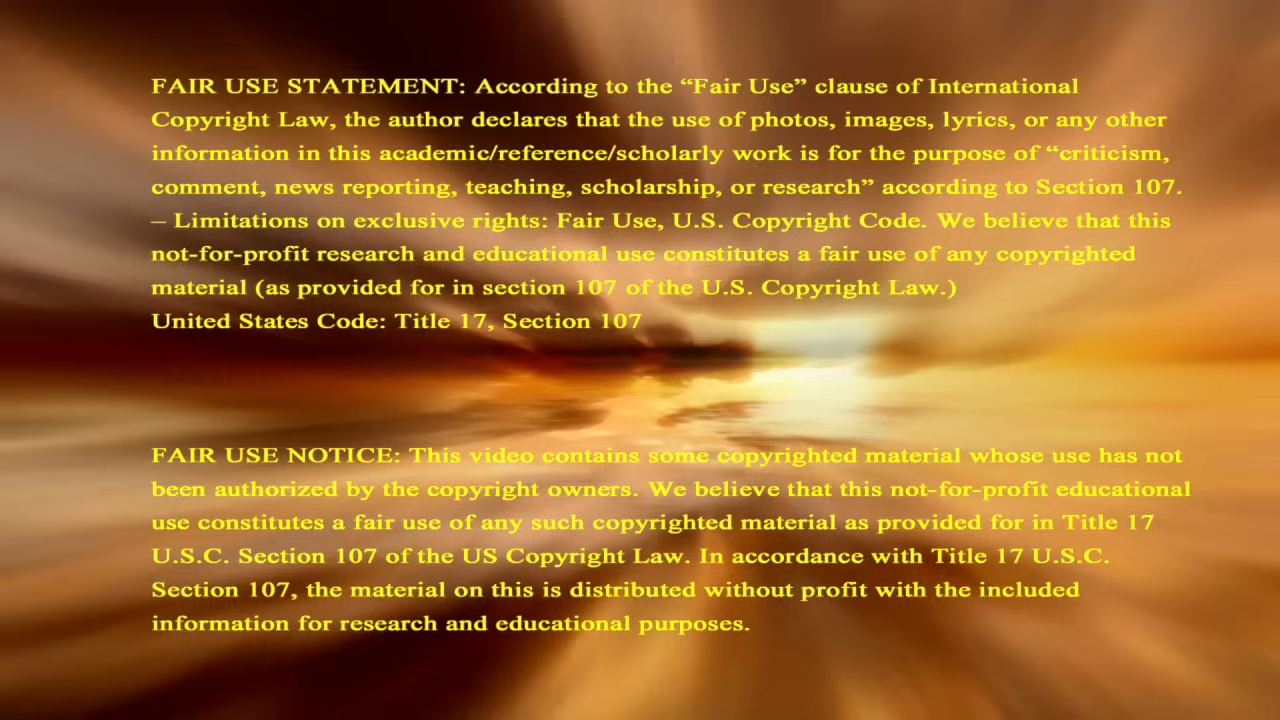 FAIR USE STATEMENT: According to the “Fair Use” clause of International
Copyright Law, the author declares that the use of photos, images, lyrics, or any other
information in this academic/reference/scholarly work is for the purpose of “criticism,
comment, news reporting, teaching, scholarship, or research” according to Section 107.
– Limitations on exclusive rights: Fair Use, U.S. Copyright Code. We believe that this
not-for-profit research and educational use constitutes a fair use of any copyrighted
material (as provided for in section 107 of the U.S. Copyright Law.)
United States Code: Title 17, Section 107
FAIR USE NOTICE: This video contains some copyrighted material whose use has not
been authorized by the copyright owners. We believe that this not-for-profit educational
use constitutes a fair use of any such copyrighted material as provided for in Title 17
U.S.C. Section 107 of the US Copyright Law. In accordance with Title 17 U.S.C.
Section 107, the material on this is distributed without profit with the included
information for research and educational purposes.